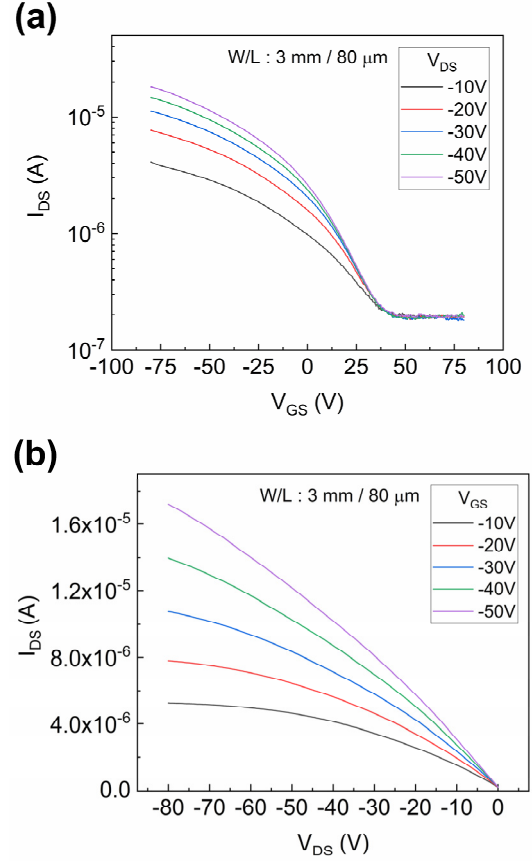 (a)
W/L : 3 mm / 80 μm
V_DS
-10V
-20V
-30V
-40V
-50V
10^-5
10^-6
10^-7
I_DS (A)
-100 -75 -50 -25 0 25 50 75 100
V_GS (V)
(b)
W/L : 3 mm / 80 μm
V_GS
-10V
-20V
-30V
-40V
-50V
1.6x10^-5
1.2x10^-5
8.0x10^-6
4.0x10^-6
0.0
I_DS (A)
-80 -70 -60 -50 -40 -30 -20 -10 0
V_DS (V)